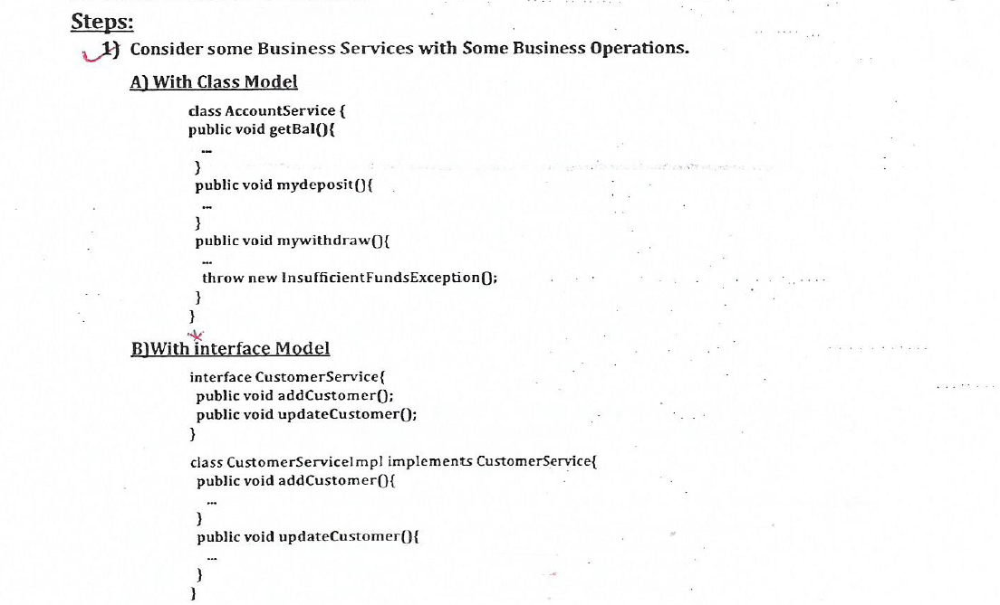 Steps:
1) Consider some Business Services with Some Business Operations.
A) With Class Model
class AccountService {
public void getBal(){
...
}
public void mydeposit(){
...
}
public void mywithdraw(){
...
throw new InsufficientFundsException();
}
}
B)With interface Model
interface CustomerService{
public void addCustomer();
public void updateCustomer();
}
class CustomerServiceImpl implements CustomerService{
public void addCustomer(){
...
}
public void updateCustomer(){
...
}
}